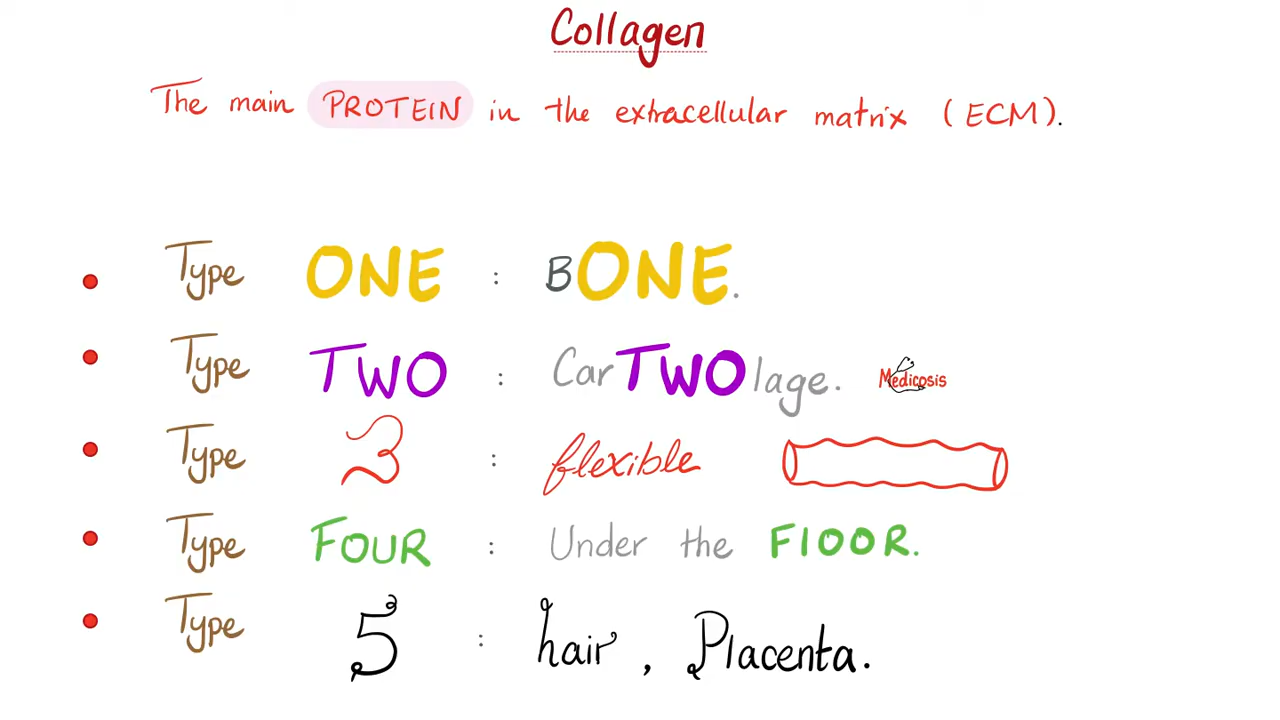 Collagen
The main PROTEIN in the extracellular matrix (ECM).
Type ONE : BONE.
Type TWO : CarTWOlage.
Medicosis
Type 3 : flexible
Type FOUR : Under the FlOOR.
Type 5 : hair, Placenta.